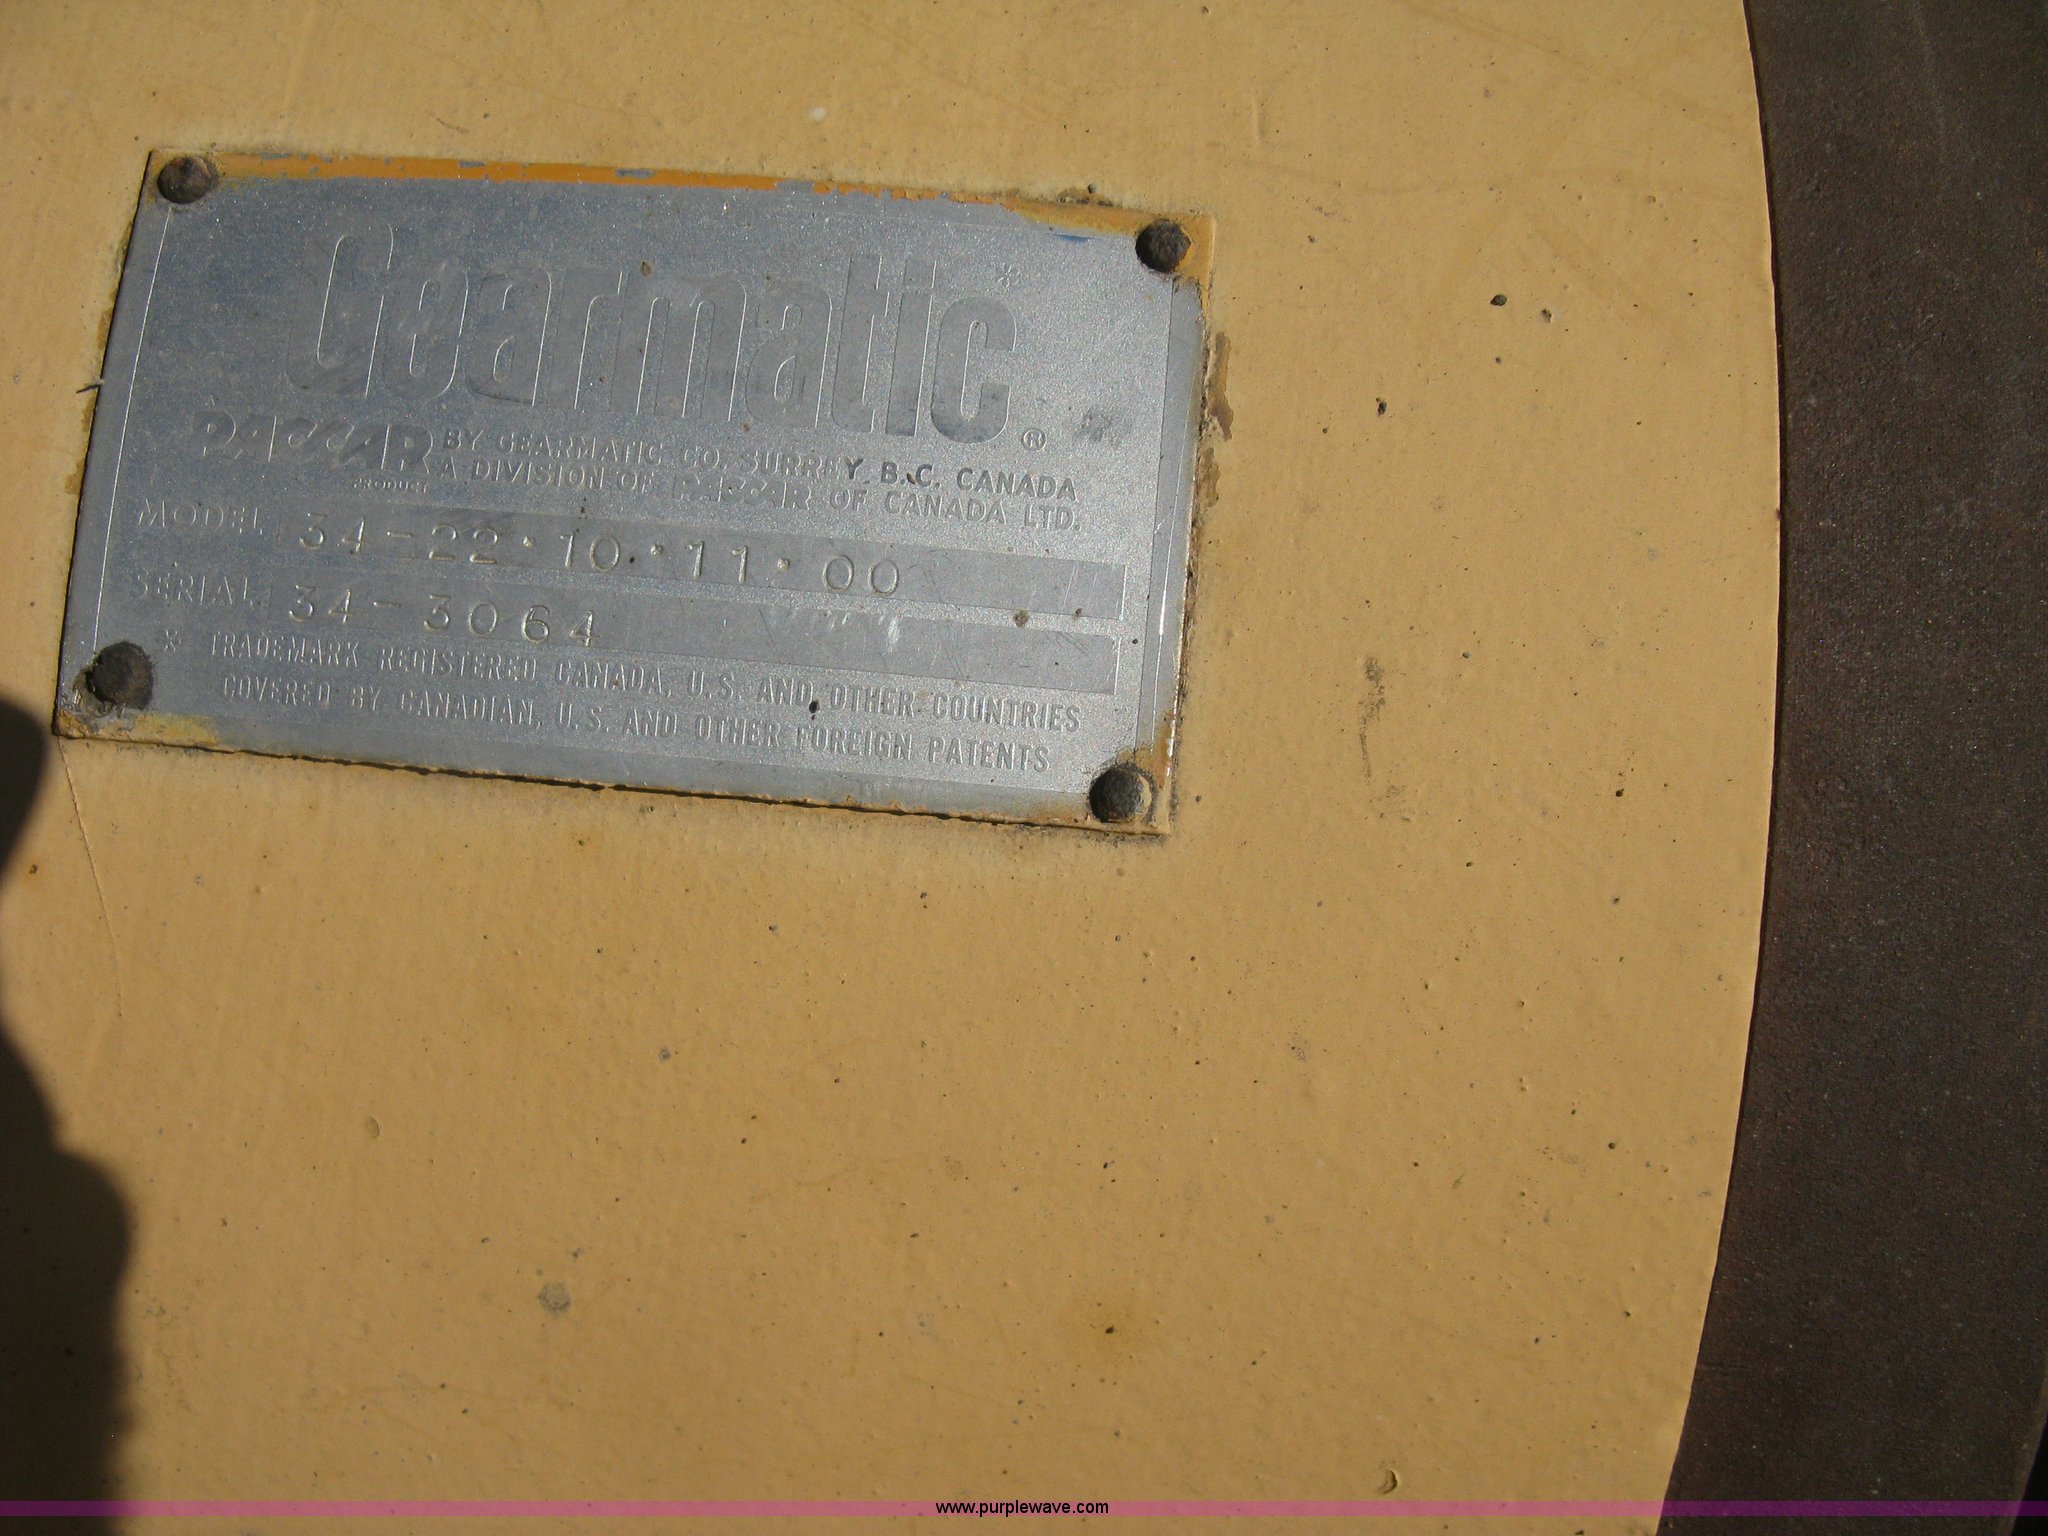 Gearmatic*®
PACCAR BY GEARMATIC CO. SURREY B.C. CANADA
PRODUCT A DIVISION OF PACCAR OF CANADA LTD.
MODEL 34-22·10·11·00
SERIAL 34-3064
* TRADEMARK REGISTERED CANADA, U.S. AND OTHER COUNTRIES
COVERED BY CANADIAN, U.S. AND OTHER FOREIGN PATENTS
www.purplewave.com